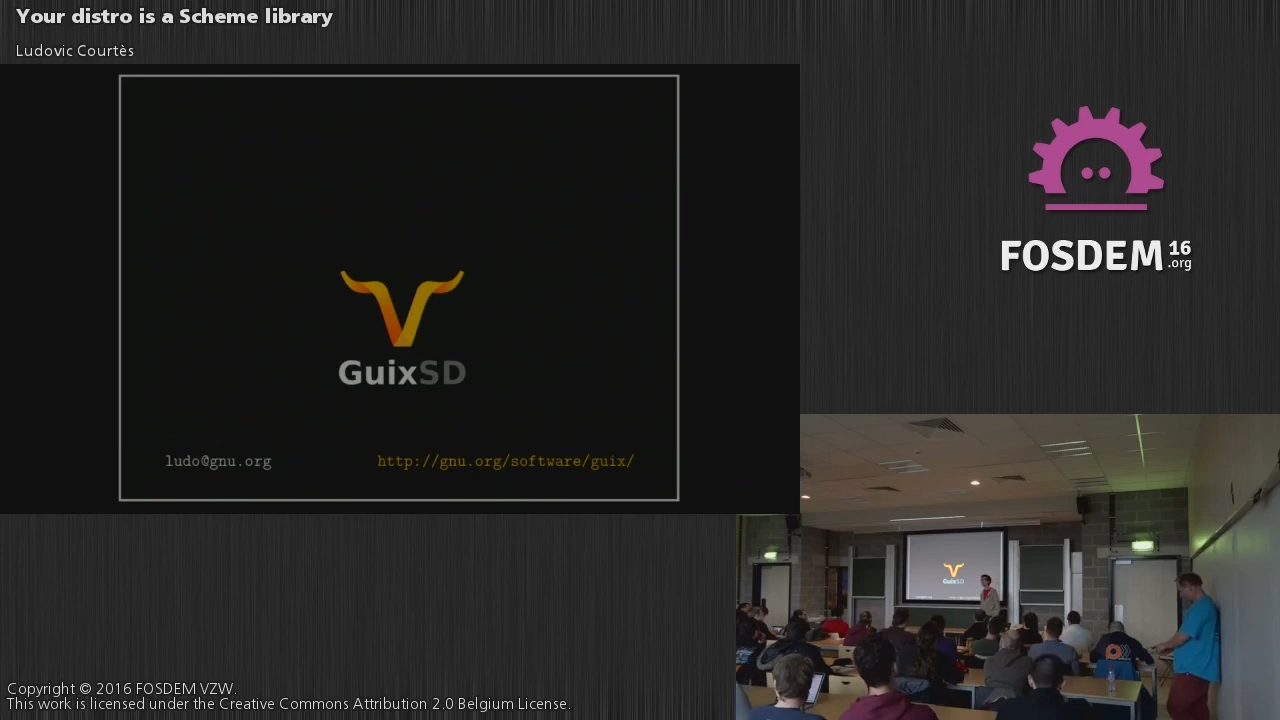 Your distro is a Scheme library
Ludovic Courtès
GuixSD
ludo@gnu.org
http://gnu.org/software/guix/
FOSDEM 16
.org
GuixSD
Copyright © 2016 FOSDEM VZW.
This work is licensed under the Creative Commons Attribution 2.0 Belgium License.